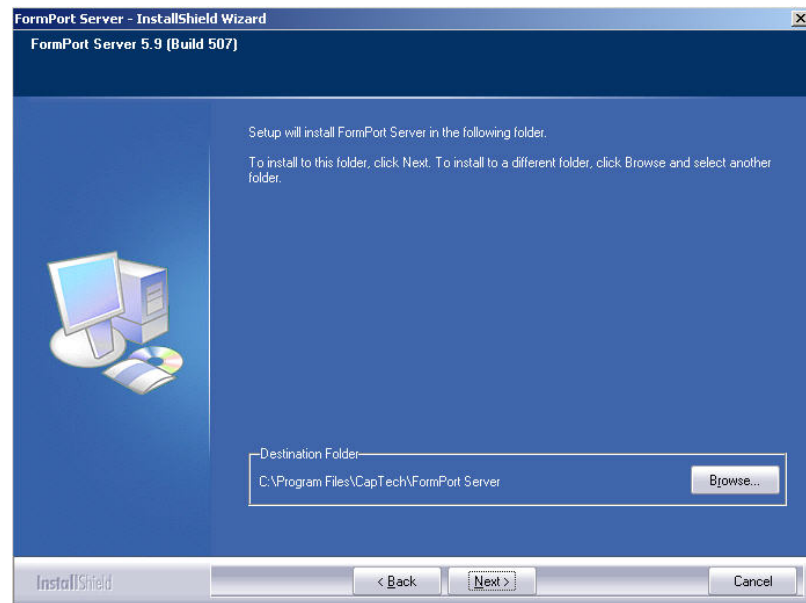 FormPort Server - InstallShield Wizard
FormPort Server 5.9 (Build 507)
Setup will install FormPort Server in the following folder.
To install to this folder, click Next. To install to a different folder, click Browse and select another
folder.
Destination Folder
C:\Program Files\CapTech\FormPort Server
Browse...
InstallShield
< Back
Next >
Cancel